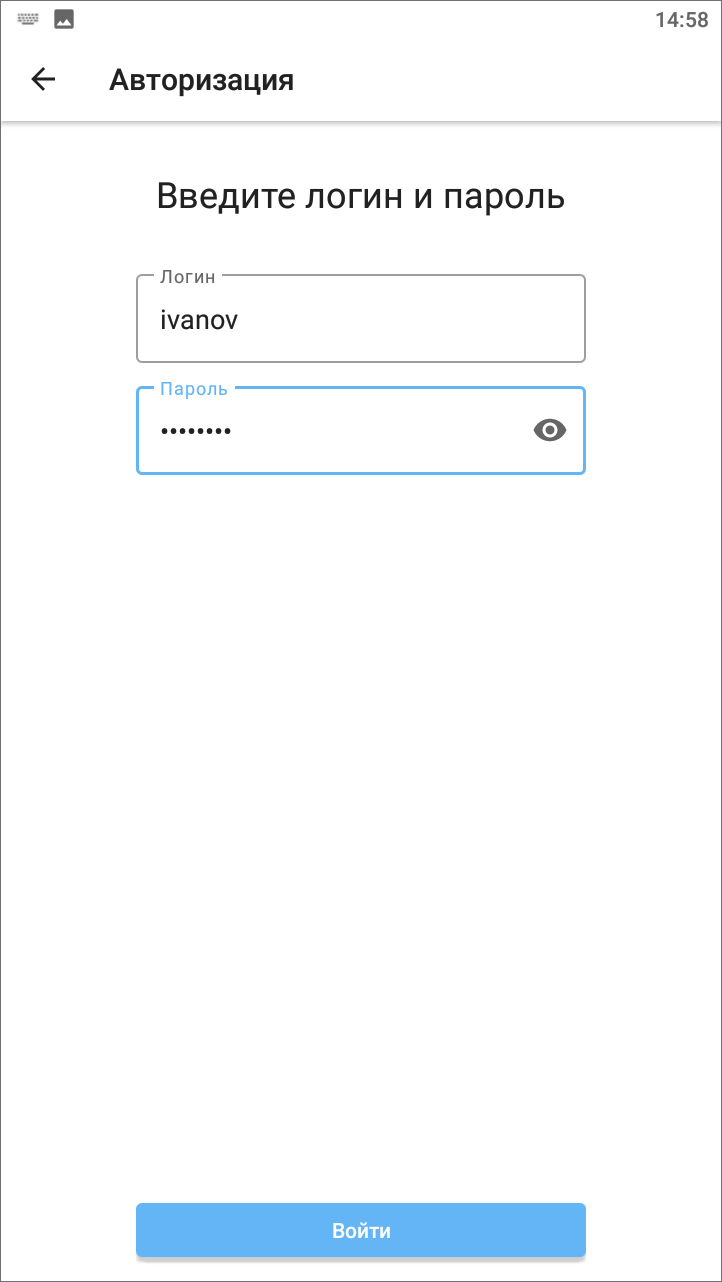 14:58
Авторизация
Введите логин и пароль
Логин
ivanov
Пароль
••••••••
Войти